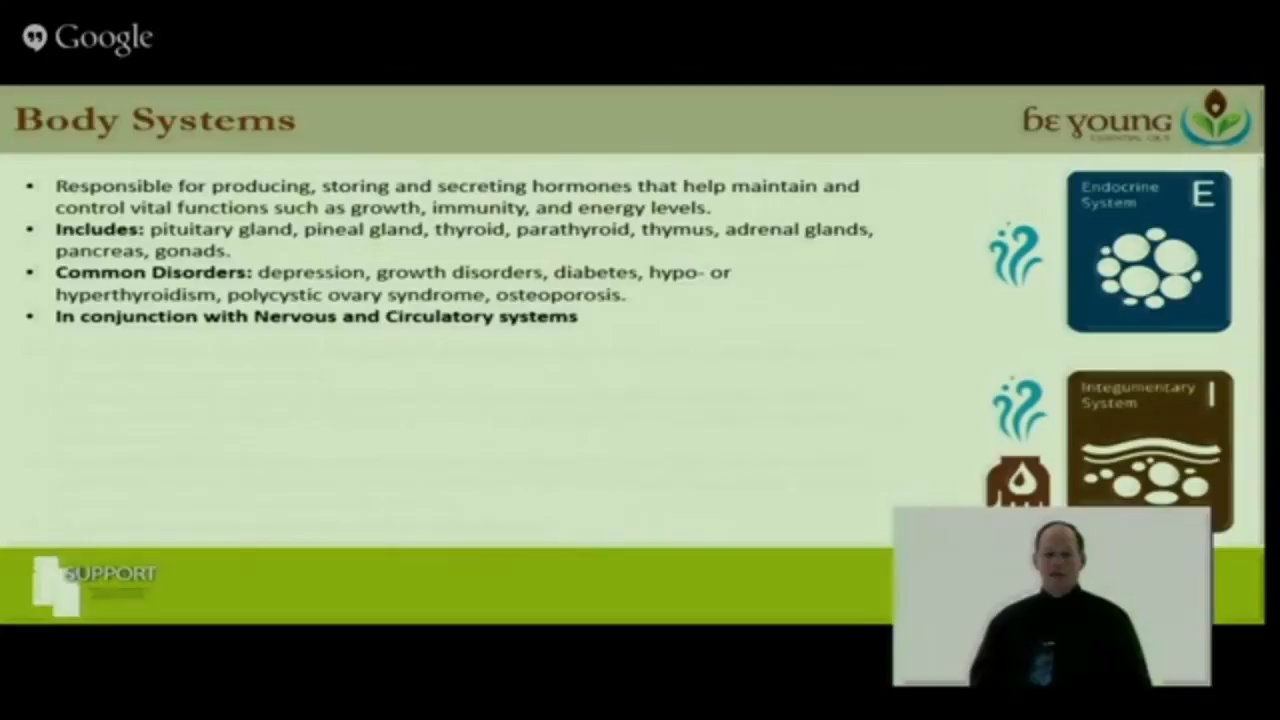 Google
Body Systems
be young
ESSENTIAL OILS
• Responsible for producing, storing and secreting hormones that help maintain and
control vital functions such as growth, immunity, and energy levels.
• Includes: pituitary gland, pineal gland, thyroid, parathyroid, thymus, adrenal glands,
pancreas, gonads.
• Common Disorders: depression, growth disorders, diabetes, hypo- or
hyperthyroidism, polycystic ovary syndrome, osteoporosis.
• In conjunction with Nervous and Circulatory systems
Endocrine
System
E
Integumentary
System
I
SUPPORT